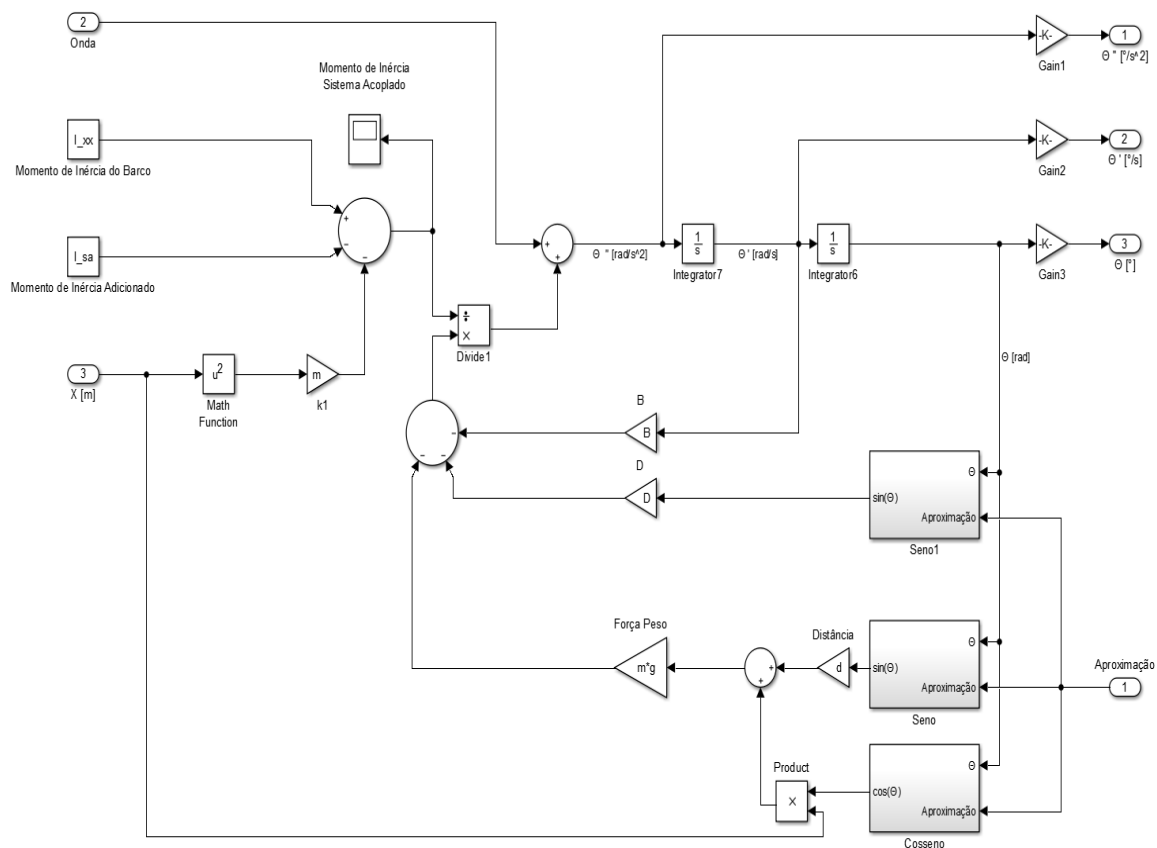 2
Onda
Momento de Inércia
Sistema Acoplado
-K-
Gain1
1
Θ '' [°/s^2]
I_xx
Momento de Inércia do Barco
-K-
Gain2
2
Θ ' [°/s]
+
−
−
I_sa
Momento de Inércia Adicionado
+
+
Θ '' [rad/s^2]
1
s
Integrator7
Θ' [rad/s]
1
s
Integrator6
-K-
Gain3
3
Θ [°]
÷
X
Divide1
Θ [rad]
3
X [m]
u2
Math
Function
m
k1
−
−
−
B
B
D
D
Θ
sin(Θ)
Aproximação
Seno1
Força Peso
m*g
+
+
Distância
d
Θ
sin(Θ)
Aproximação
Seno
Aproximação
1
Product
X
Θ
cos(Θ)
Aproximação
Cosseno